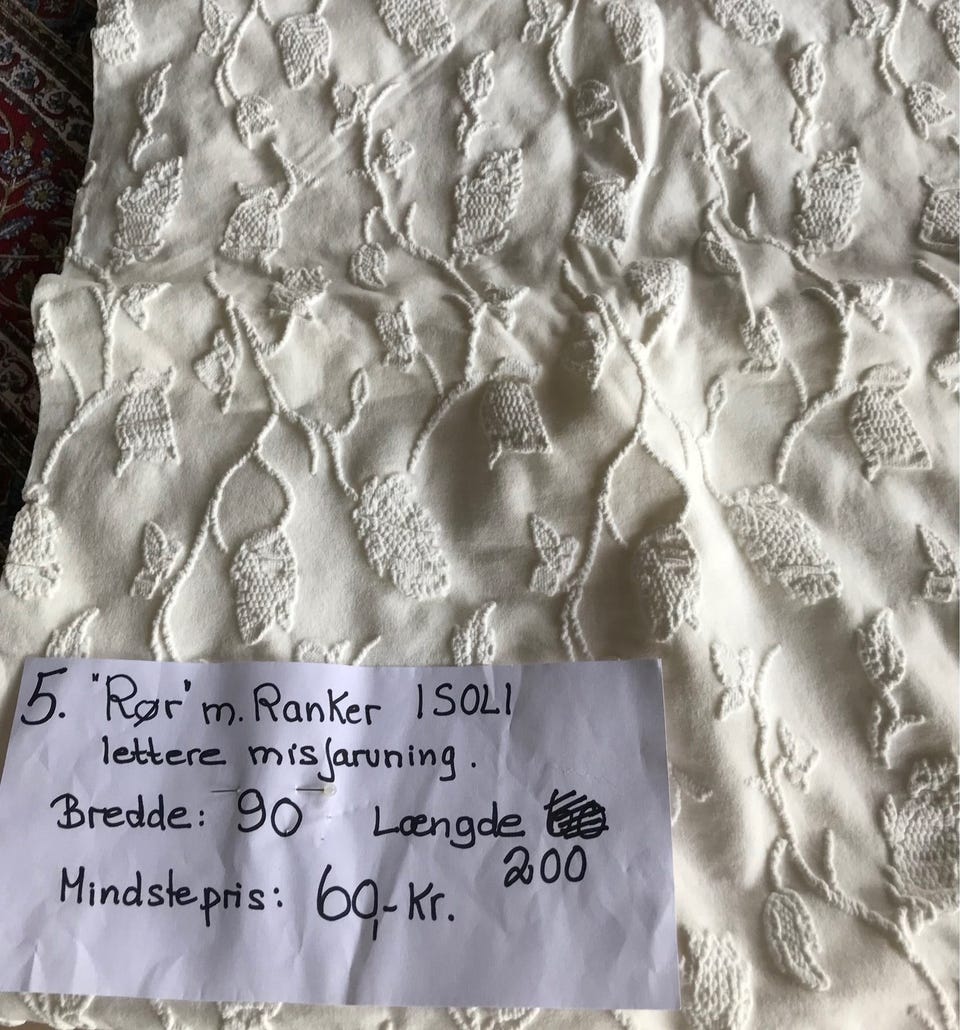 5. "Rør" m. Ranker ISOLI
lettere misfarvning.
Bredde: 90 Længde
200
Mindstepris: 60,- Kr.